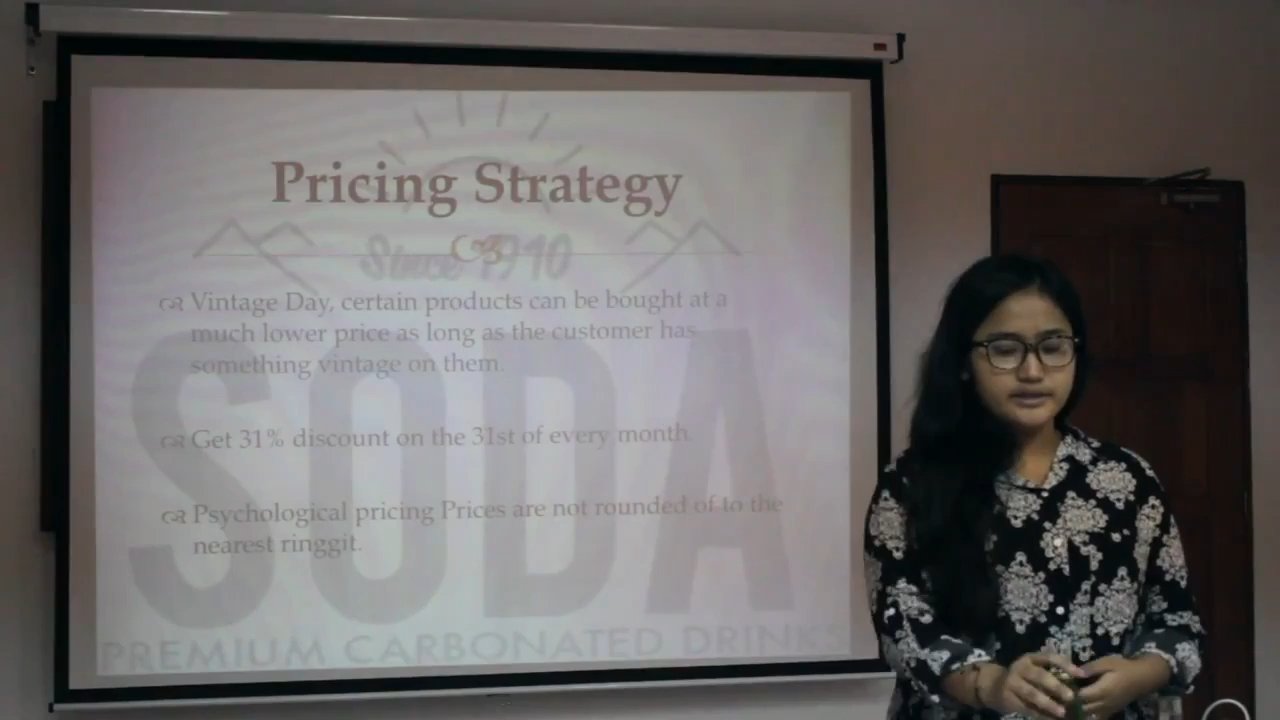 Pricing Strategy
Since 1940
Vintage Day, certain products can be bought at a
much lower price as long as the customer has
something vintage on them.
Get 31% discount on the 31st of every month.
Psychological pricing Prices are not rounded of to the
nearest ringgit.
SODA
PREMIUM CARBONATED DRINKS